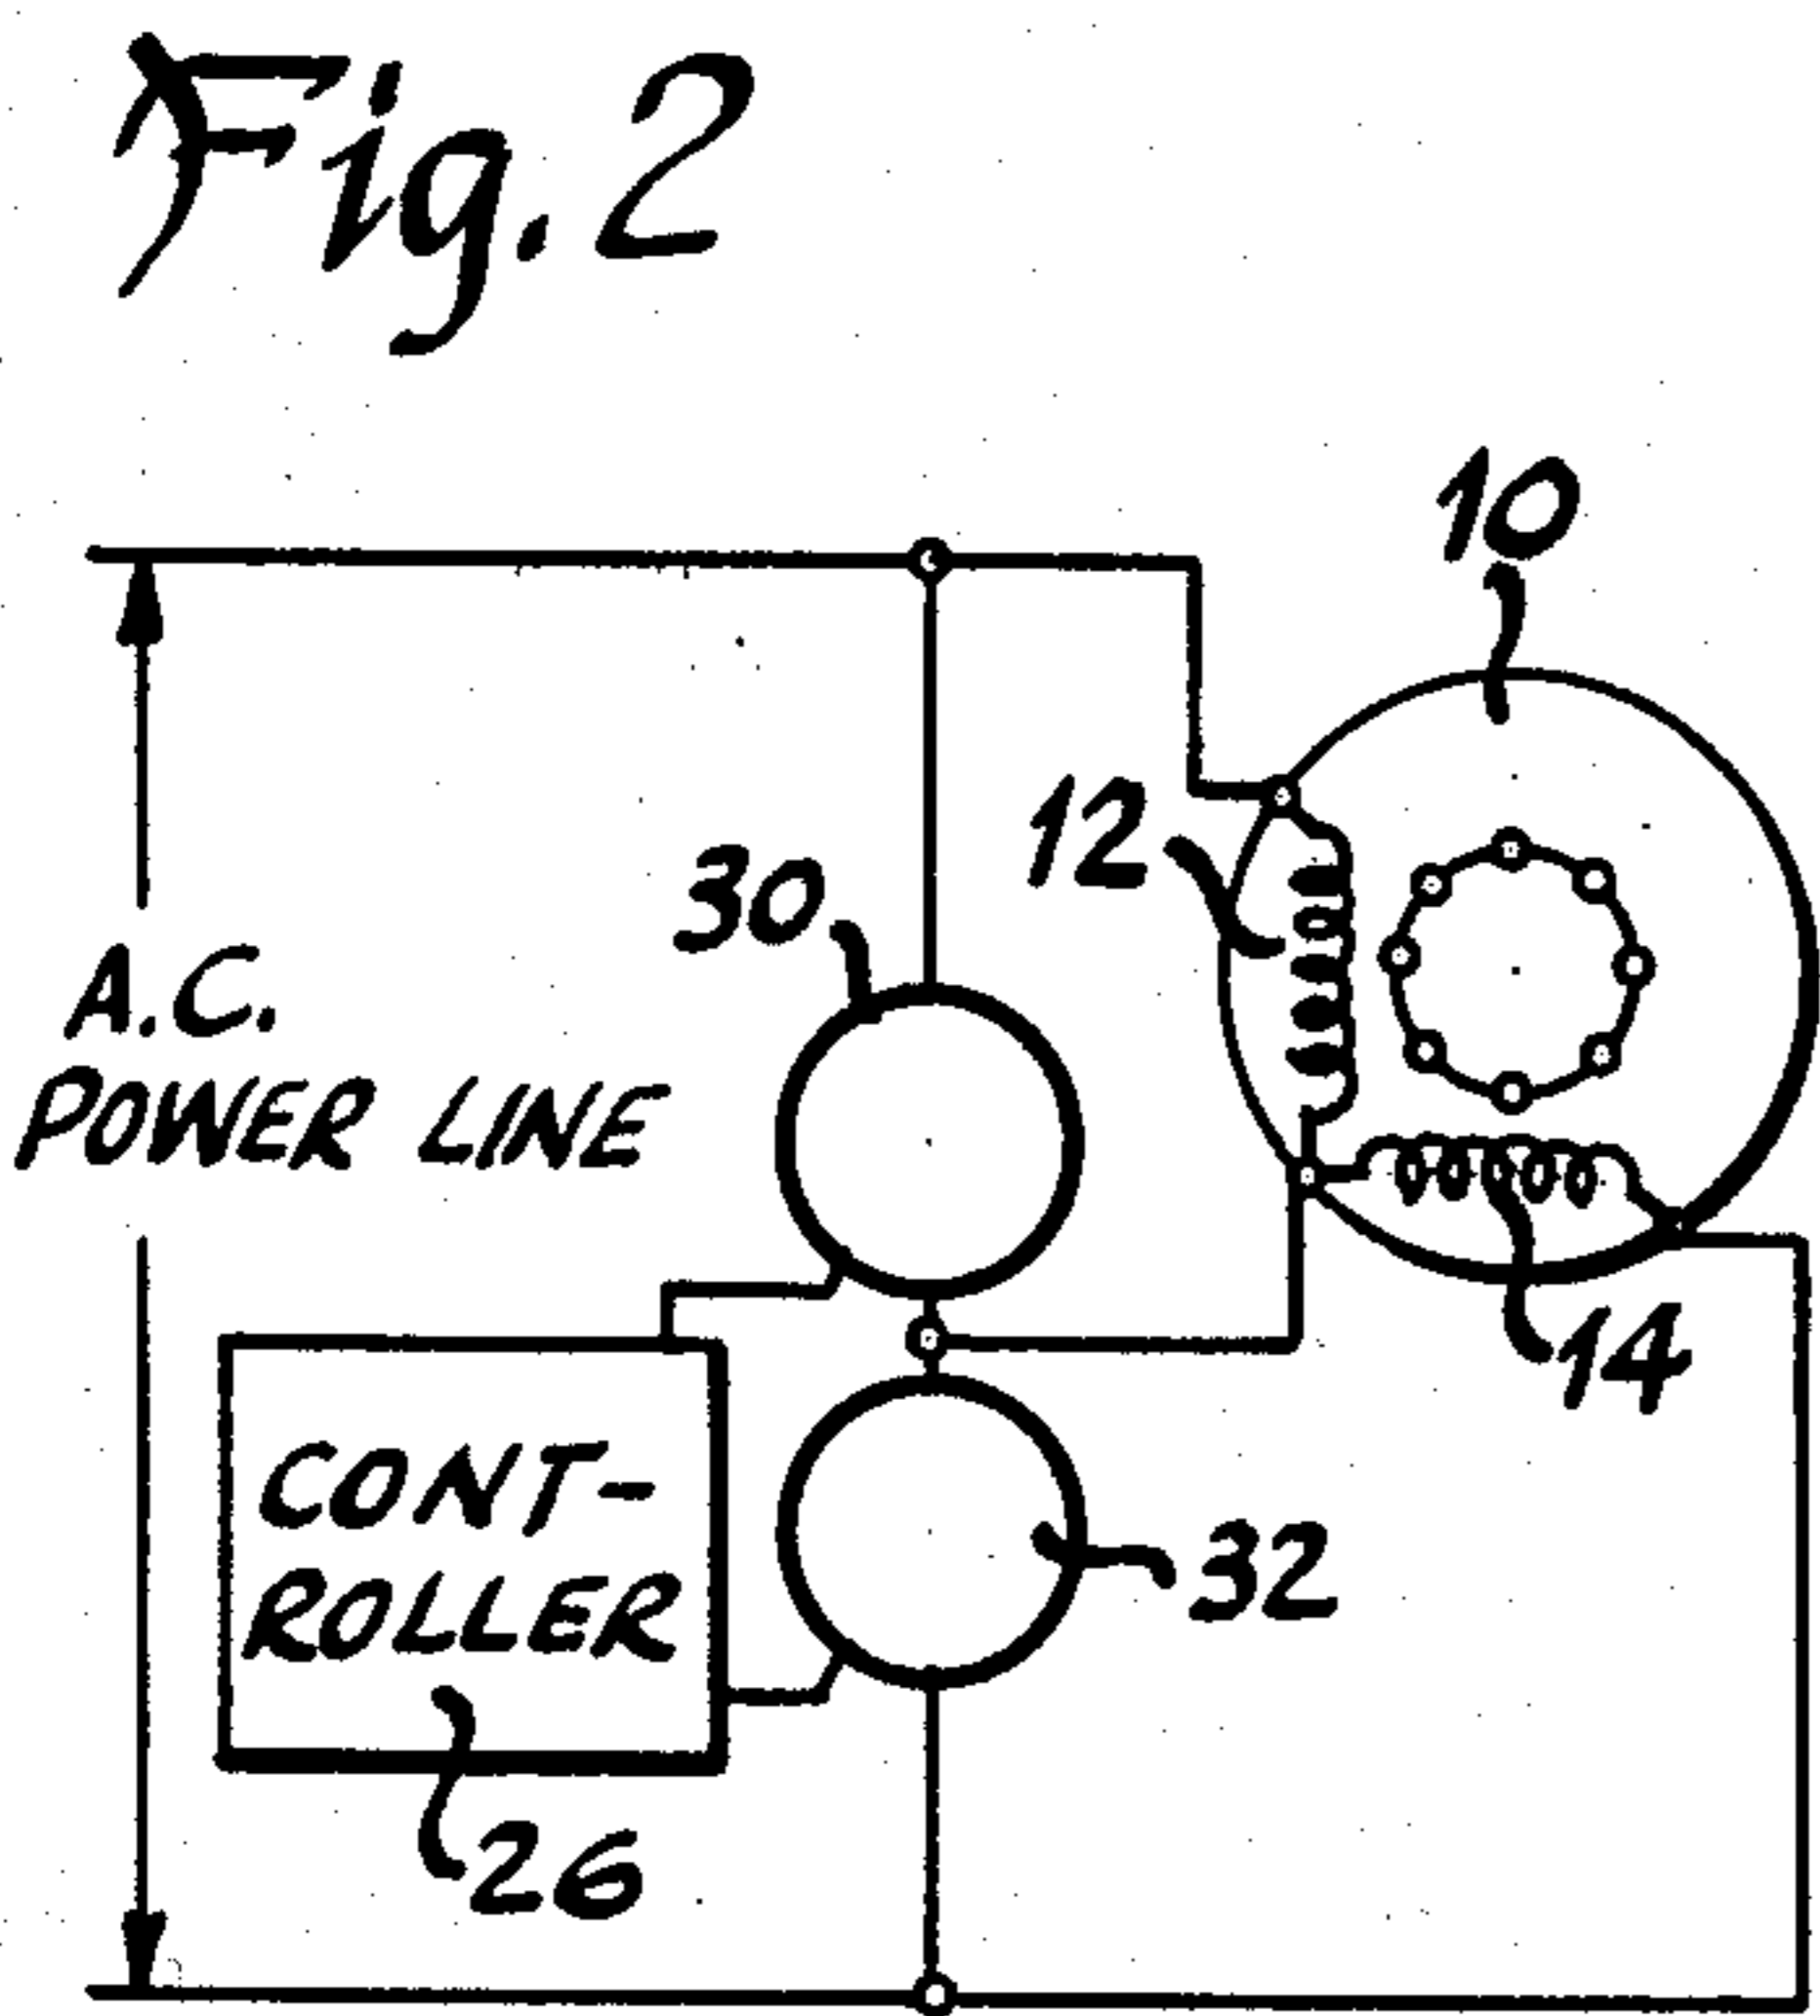 Fig. 2
10
12
30
A.C.
POWER LINE
14
CONT-
ROLLER
32
26